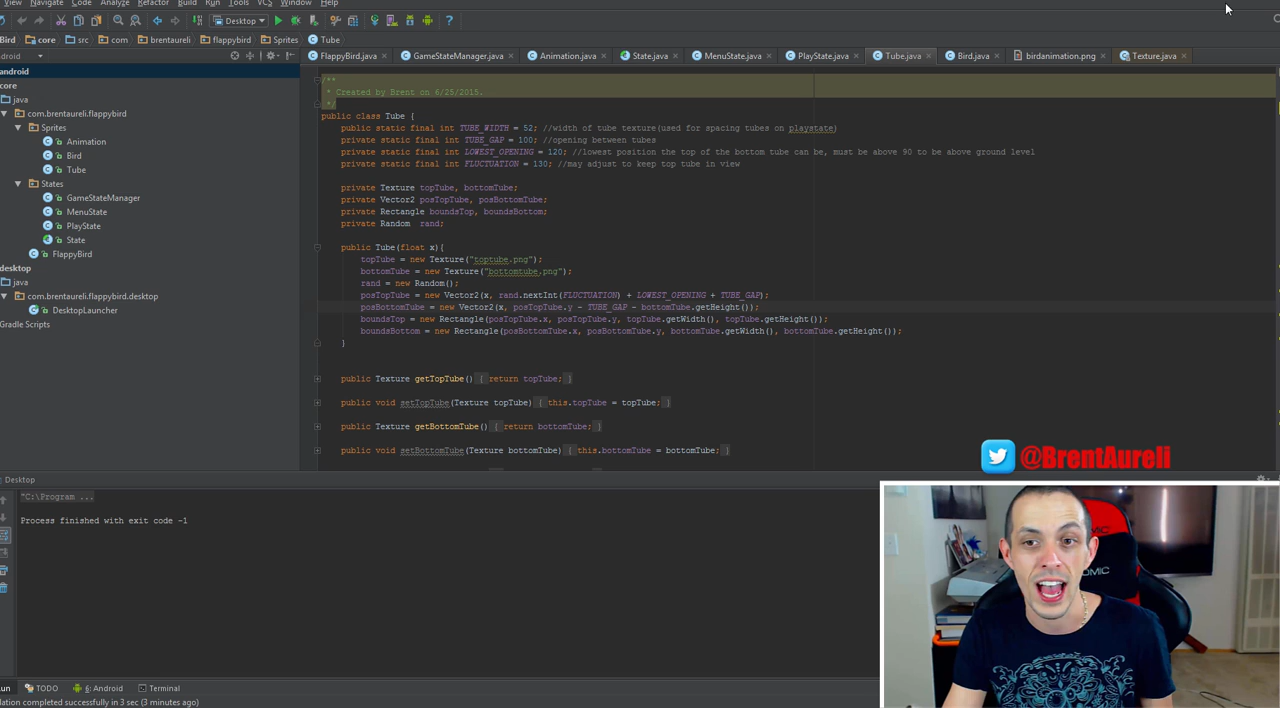 View Navigate Code Analyze Refactor Build Run Tools VCS Window Help
Desktop
Bird core src com brentaureli flappybird Sprites Tube
FlappyBird.java GameStateManager.java Animation.java State.java MenuState.java PlayState.java Tube.java Bird.java birdanimation.png Texture.java
android
core
java
com.brentaureli.flappybird
Sprites
Animation
Bird
Tube
States
GameStateManager
MenuState
PlayState
State
FlappyBird
desktop
java
com.brentaureli.flappybird.desktop
DesktopLauncher
Gradle Scripts
/**
* Created by Brent on 6/25/2015.
*/
public class Tube {
public static final int TUBE_WIDTH = 52; //width of tube texture(used for spacing tubes on playstate)
public static final int TUBE_GAP = 100; //opening between tubes
private static final int LOWEST_OPENING = 120; //lowest position the top of the bottom tube can be, must be above 90 to be above ground level
private static final int FLUCTUATION = 130; //may adjust to keep top tube in view
private Texture topTube, bottomTube;
private Vector2 posTopTube, posBottomTube;
private Rectangle boundsTop, boundsBottom;
private Random rand;
public Tube(float x){
topTube = new Texture("toptube.png");
bottomTube = new Texture("bottomtube.png");
rand = new Random();
posTopTube = new Vector2(x, rand.nextInt(FLUCTUATION) + LOWEST_OPENING + TUBE_GAP);
posBottomTube = new Vector2(x, posTopTube.y - TUBE_GAP - bottomTube.getHeight());
boundsTop = new Rectangle(posTopTube.x, posTopTube.y, topTube.getWidth(), topTube.getHeight());
boundsBottom = new Rectangle(posBottomTube.x, posBottomTube.y, bottomTube.getWidth(), bottomTube.getHeight());
}
public Texture getTopTube() { return topTube; }
public void setTopTube(Texture topTube) { this.topTube = topTube; }
public Texture getBottomTube() { return bottomTube; }
public void setBottomTube(Texture bottomTube) { this.bottomTube = bottomTube; }
@BrentAureli
Desktop
"C:\Program ...
Process finished with exit code -1
TODO 6: Android Terminal
(3 minutes ago)